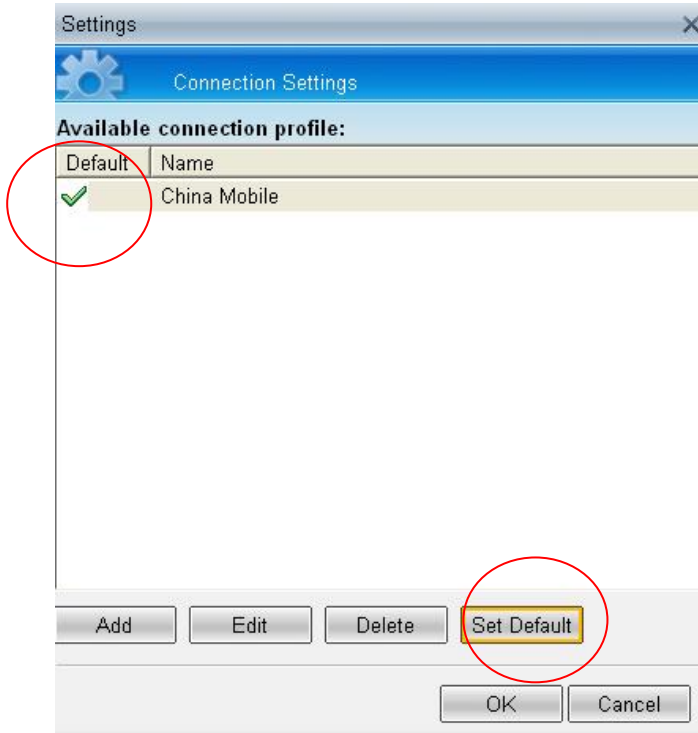 Settings
Connection Settings
Available connection profile:
Default Name
China Mobile
Add Edit Delete Set Default
OK Cancel